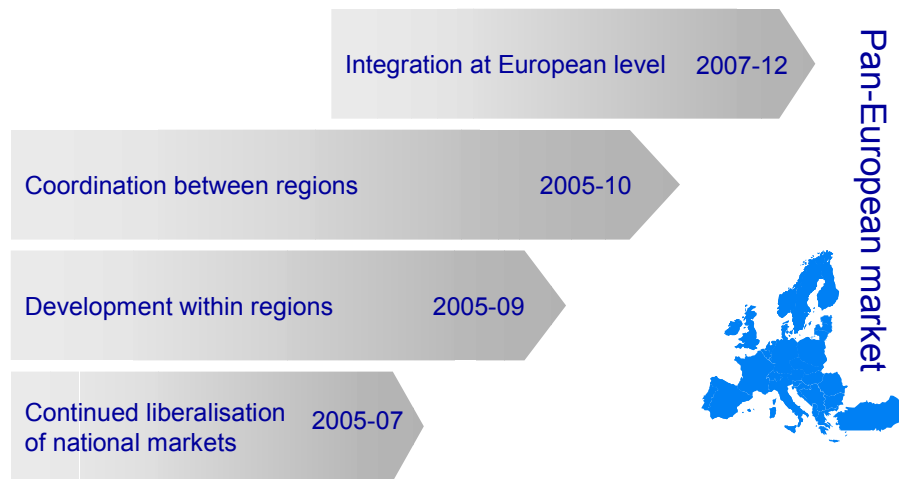 Integration at European level 2007-12
Coordination between regions 2005-10
Development within regions 2005-09
Continued liberalisation
of national markets 2005-07
Pan-European market